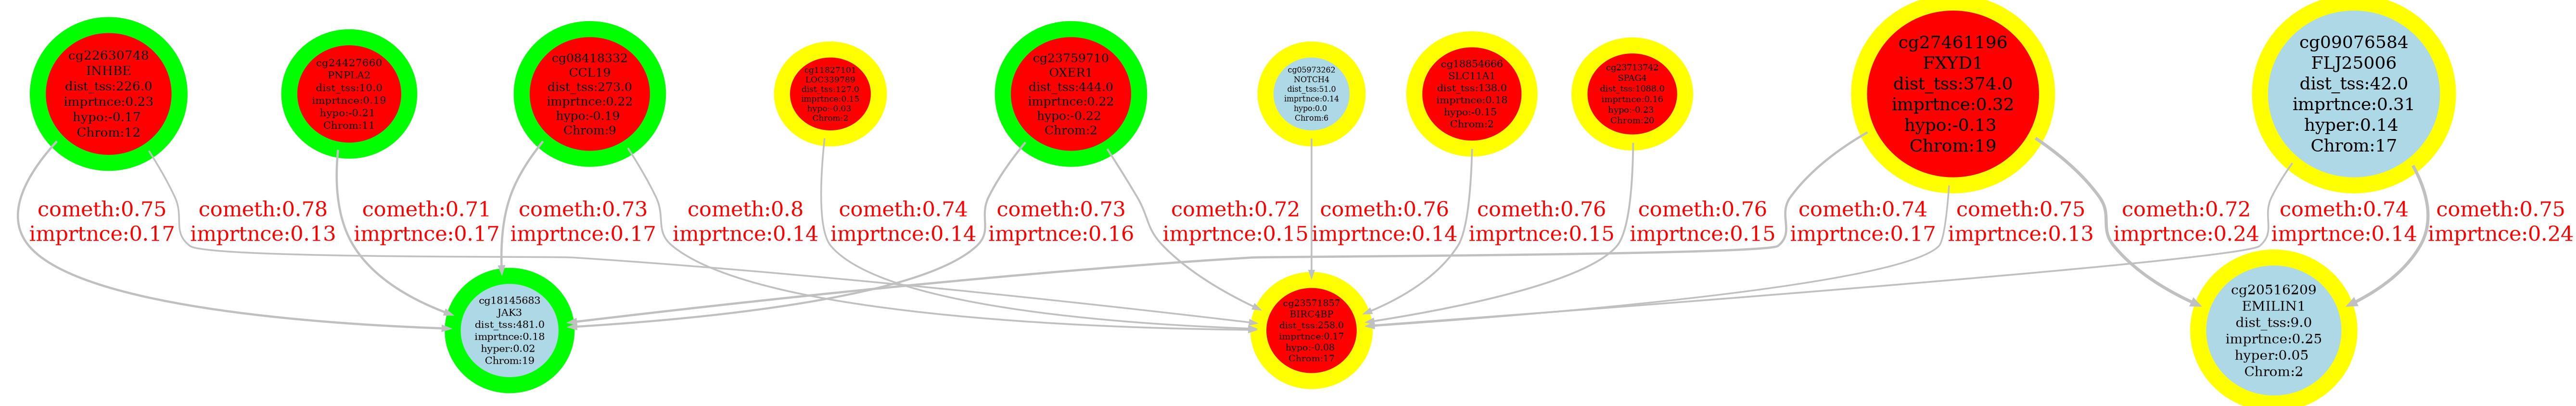 cg22630748
INHBE
dist_tss:226.0
imprtnce:0.23
hypo:-0.17
Chrom:12
cg24427660
PNPLA2
dist_tss:10.0
imprtnce:0.19
hypo:-0.21
Chrom:11
cg08418332
CCL19
dist_tss:273.0
imprtnce:0.22
hypo:-0.19
Chrom:9
cg11827101
LOC339789
dist_tss:127.0
imprtnce:0.15
hypo:-0.03
Chrom:2
cg23759710
OXER1
dist_tss:444.0
imprtnce:0.22
hypo:-0.22
Chrom:2
cg05973262
NOTCH4
dist_tss:51.0
imprtnce:0.14
hypo:0.0
Chrom:6
cg18854666
SLC11A1
dist_tss:138.0
imprtnce:0.18
hypo:-0.15
Chrom:2
cg23713742
SPAG4
dist_tss:1088.0
imprtnce:0.16
hypo:-0.23
Chrom:20
cg27461196
FXYD1
dist_tss:374.0
imprtnce:0.32
hypo:-0.13
Chrom:19
cg09076584
FLJ25006
dist_tss:42.0
imprtnce:0.31
hyper:0.14
Chrom:17
cometh:0.75
imprtnce:0.17
cometh:0.78
imprtnce:0.13
cometh:0.71
imprtnce:0.17
cometh:0.73
imprtnce:0.17
cometh:0.8
imprtnce:0.14
cometh:0.74
imprtnce:0.14
cometh:0.73
imprtnce:0.16
cometh:0.72
imprtnce:0.15
cometh:0.76
imprtnce:0.14
cometh:0.76
imprtnce:0.15
cometh:0.76
imprtnce:0.15
cometh:0.74
imprtnce:0.17
cometh:0.75
imprtnce:0.13
cometh:0.72
imprtnce:0.24
cometh:0.74
imprtnce:0.14
cometh:0.75
imprtnce:0.24
cg18145683
JAK3
dist_tss:481.0
imprtnce:0.18
hyper:0.02
Chrom:19
cg23571857
BIRC4BP
dist_tss:258.0
imprtnce:0.17
hypo:-0.08
Chrom:17
cg20516209
EMILIN1
dist_tss:9.0
imprtnce:0.25
hyper:0.05
Chrom:2